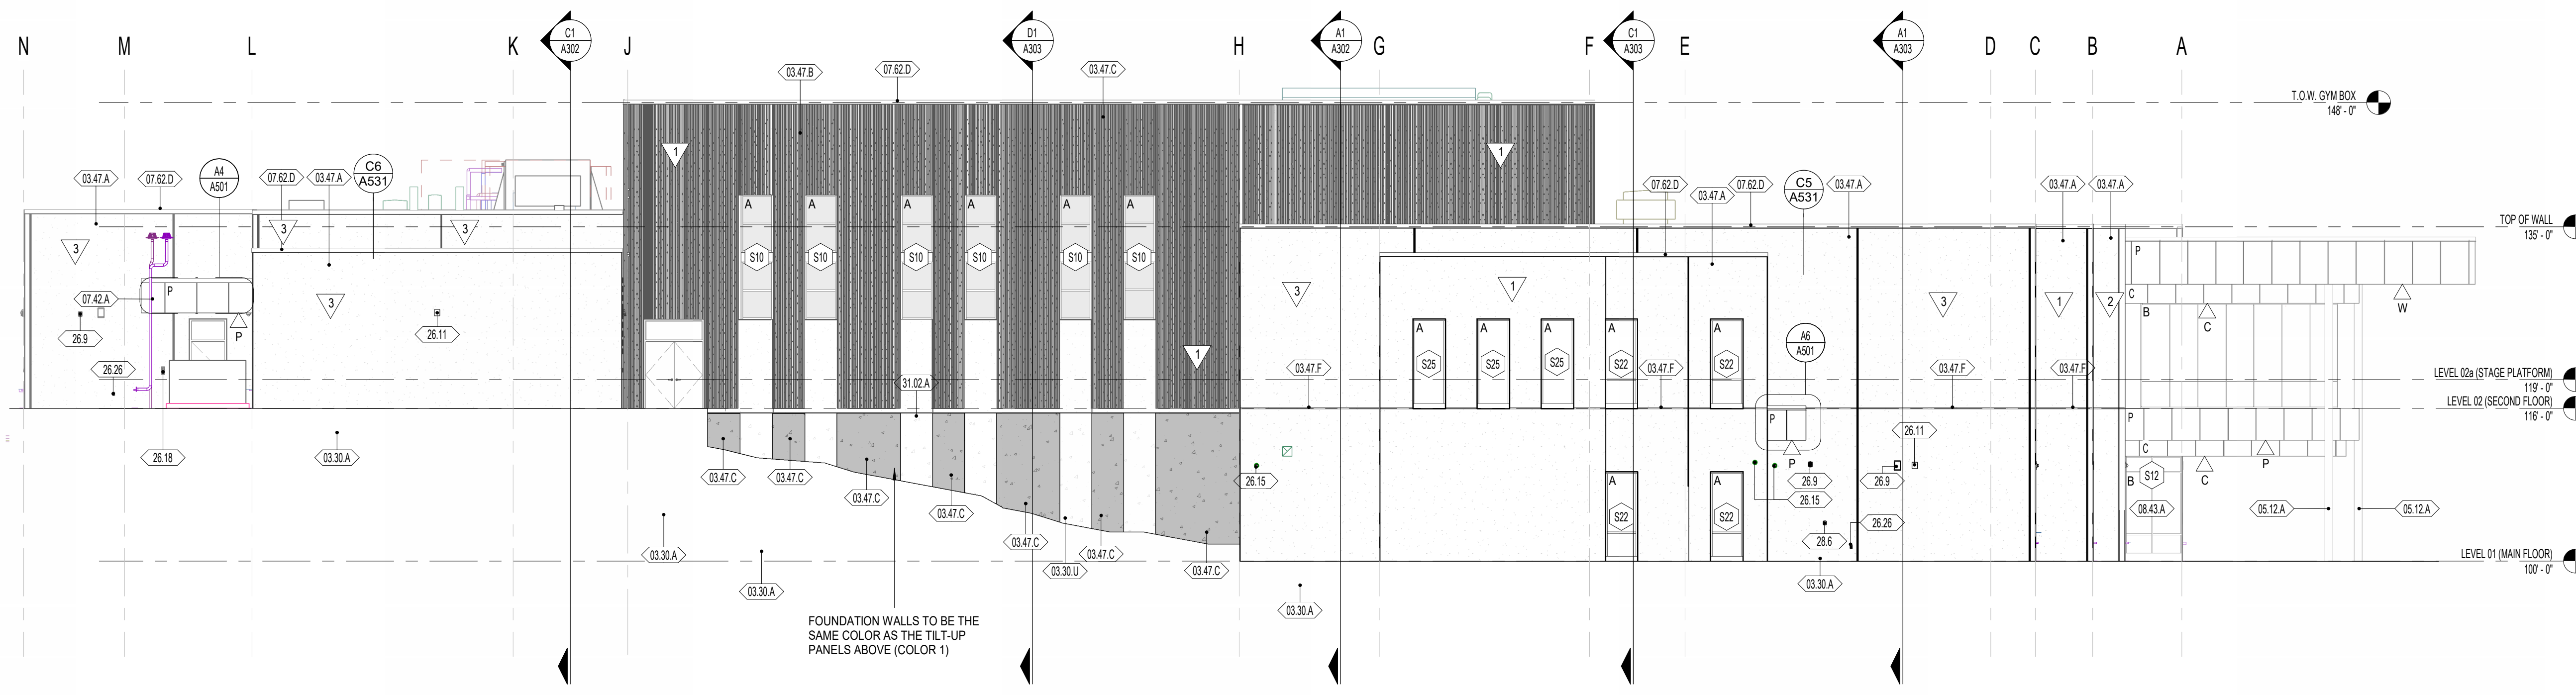 N M L K J H G F E D C B A
C1
A302
D1
A303
A1
A302
C1
A303
A1
A303
03.47.B
07.62.D
03.47.C
T.O.W. GYM BOX
148' - 0"
1
1
03.47.A
07.62.D
A4
A501
07.62.D
03.47.A
C6
A531
07.62.D
03.47.A
07.62.D
C5
A531
03.47.A
03.47.A
03.47.A
A A A A A A
TOP OF WALL
135' - 0"
3
3
3
S10 S10 S10 S10 S10 S10
P
07.42.A
P
3
3
1
3
1
2
C
B
C
W
26.9
P
26.11
A A A A A
A6
A501
26.26
1
03.47.F
S25 S25 S25 S22
03.47.F
S22
03.47.F
03.47.F
31.02.A
LEVEL 02a (STAGE PLATFORM)
119' - 0"
LEVEL 02 (SECOND FLOOR)
116' - 0"
P
P
26.11
C
P
C
P
26.18
03.30.A
03.47.C
03.47.C
03.47.C
03.47.C
26.15
A
A
26.9
26.9
26.15
B
S12
08.43.A
05.12.A
05.12.A
S22
S22
26.26
28.6
03.30.A
03.30.A
03.47.C
03.47.C
03.30.U
03.47.C
03.30.A
03.30.A
LEVEL 01 (MAIN FLOOR)
100' - 0"
FOUNDATION WALLS TO BE THE
SAME COLOR AS THE TILT-UP
PANELS ABOVE (COLOR 1)